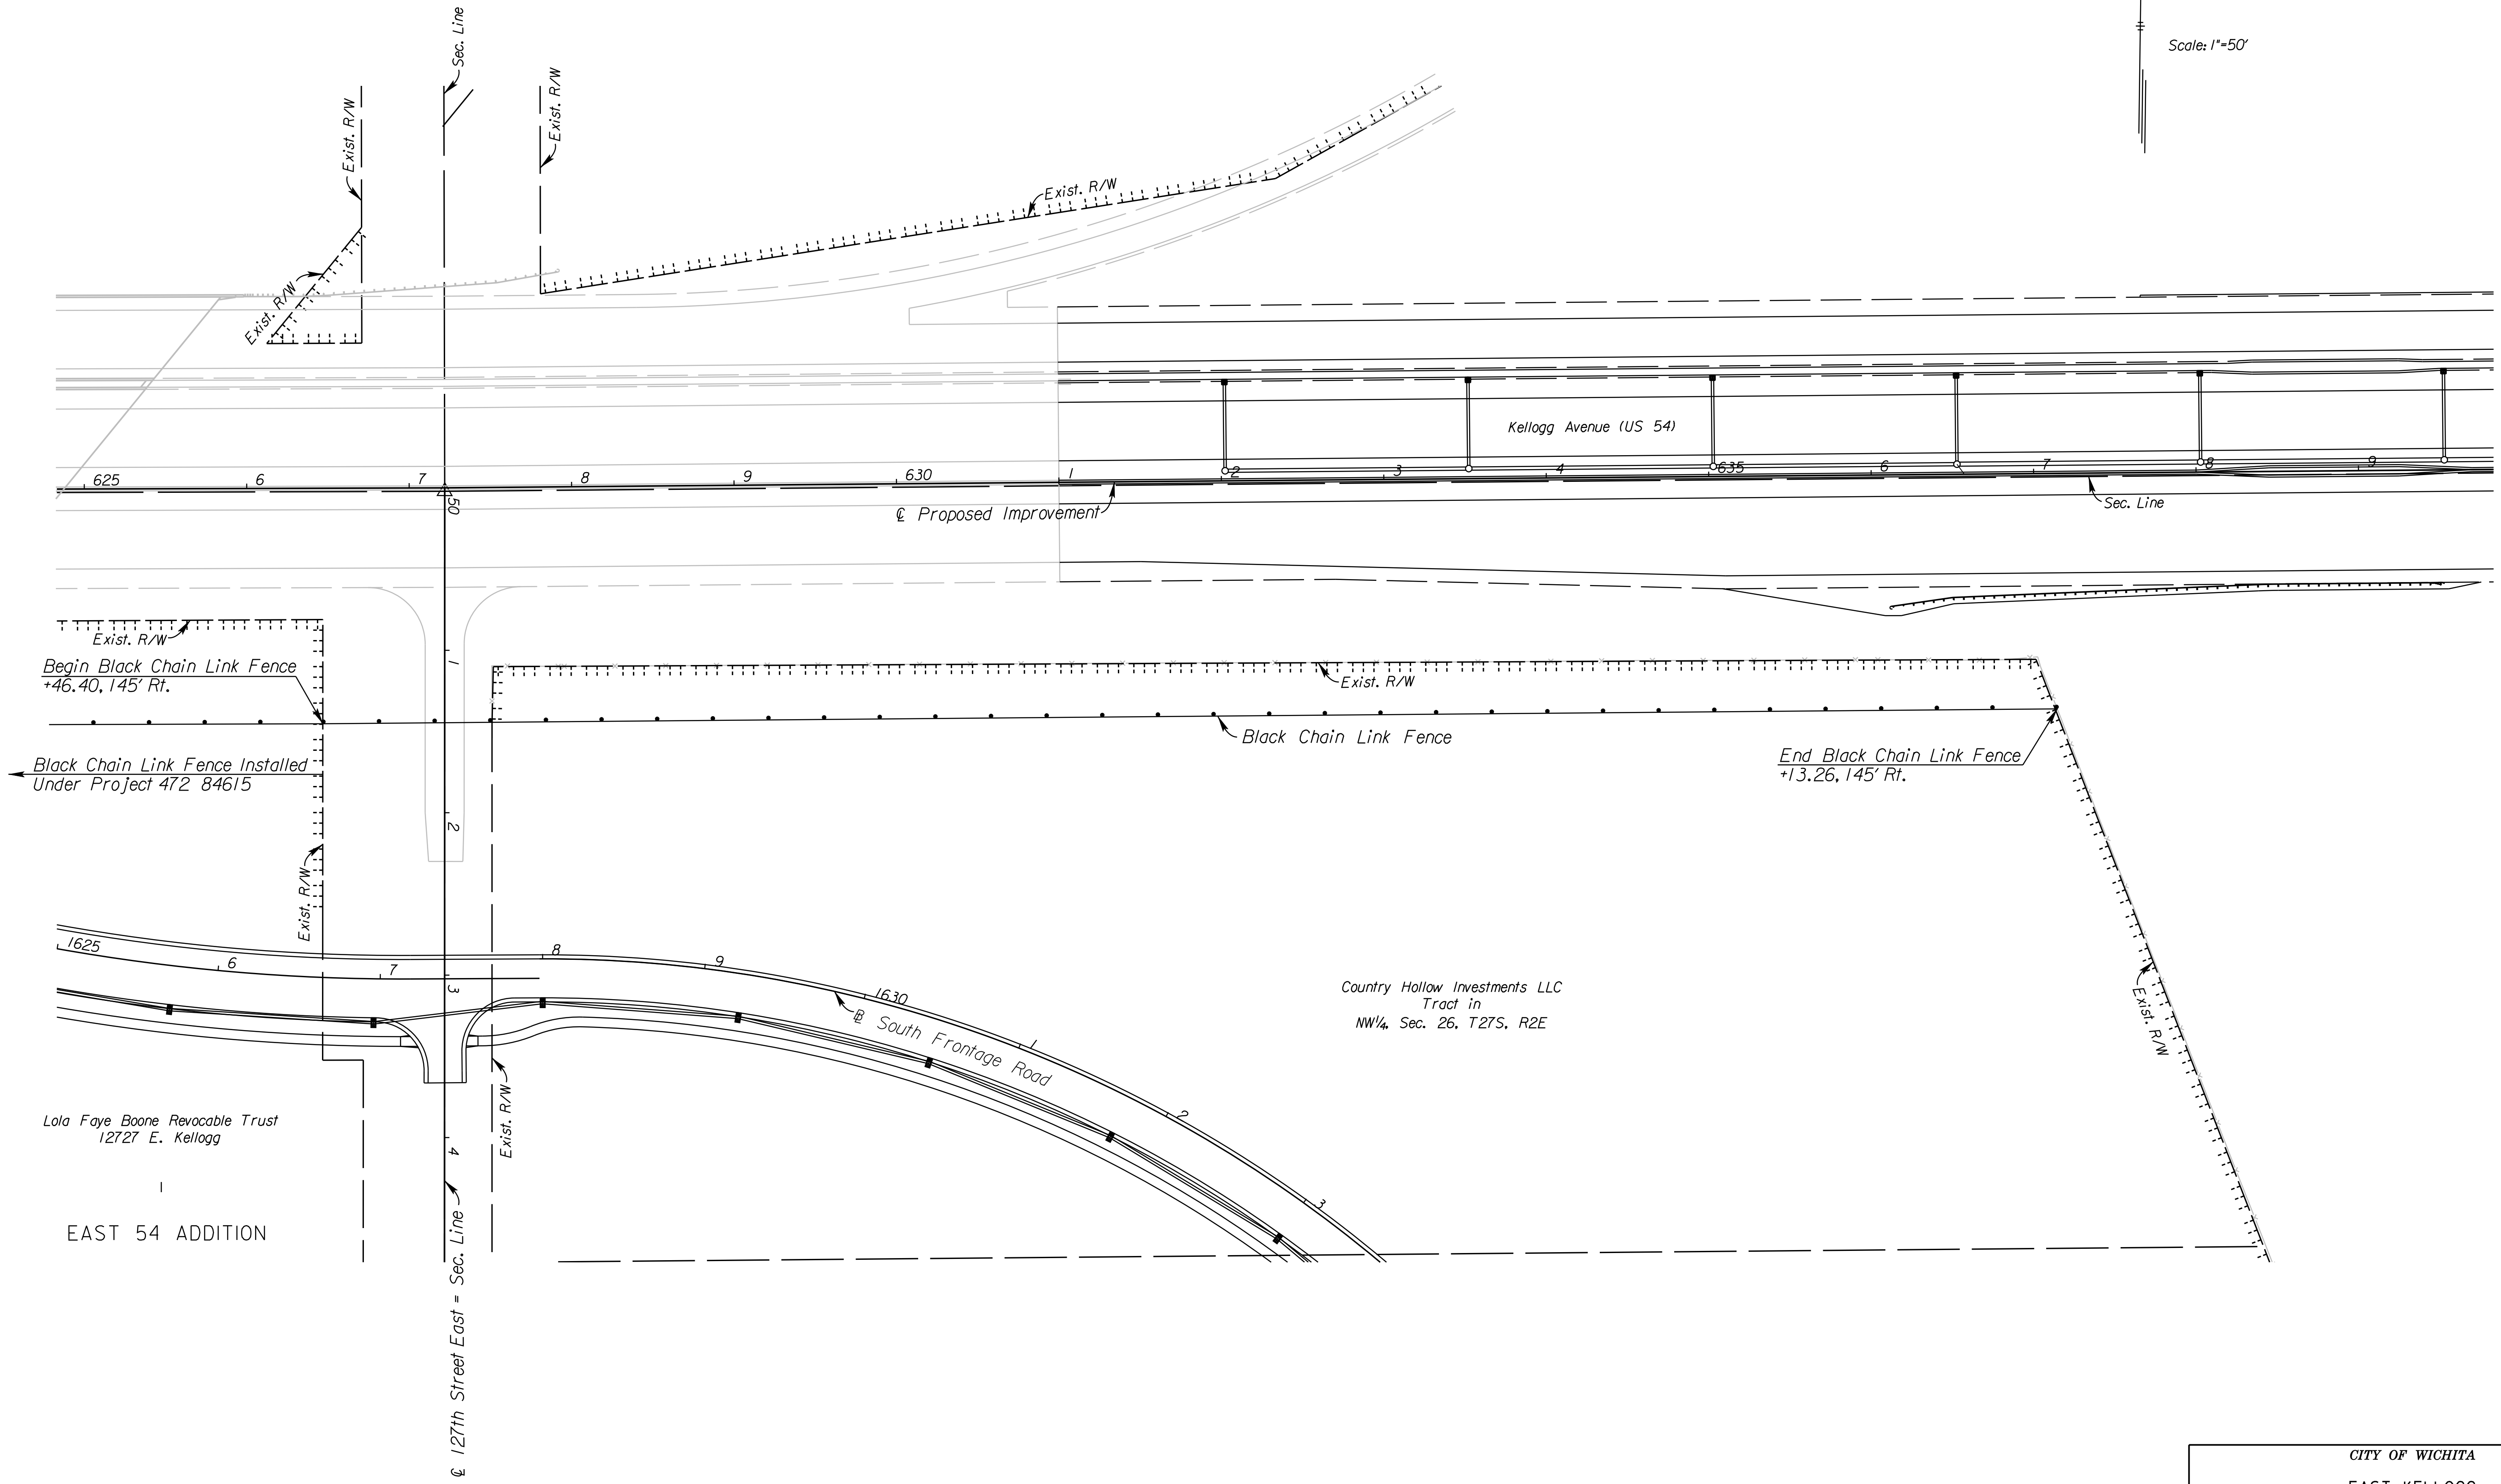 Sec. Line
Scale: 1"=50'
Exist. R/W
Exist. R/W
Exist. R/W
Exist. R/W
Kellogg Avenue (US 54)
625
6
7
8
9
630
1
2
3
4
635
6
7
8
9
50
℄ Proposed Improvement
Sec. Line
Exist. R/W
Begin Black Chain Link Fence
+46.40, 145' Rt.
1
Exist. R/W
Black Chain Link Fence
End Black Chain Link Fence
+13.26, 145' Rt.
Black Chain Link Fence Installed
Under Project 472 84615
2
Exist. R/W
1625
6
7
8
9
1630
1
2
3
3
℄ South Frontage Road
Country Hollow Investments LLC
Tract in
NW¼, Sec. 26, T27S, R2E
Exist. R/W
Exist. R/W
4
Lola Faye Boone Revocable Trust
12727 E. Kellogg
1
EAST 54 ADDITION
℄ 127th Street East = Sec. Line
CITY OF WICHITA